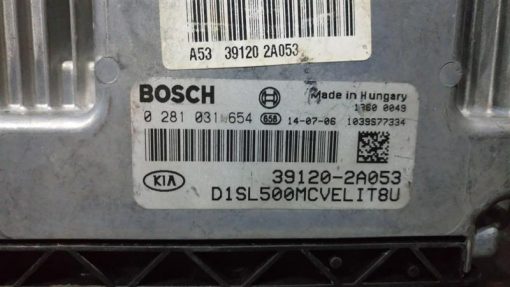 A53 39120 2A053
BOSCH Made in Hungary
1360 0049
0 281 031 654 656 14-07-06 1039S77334
39120-2A053
KIA D1SL500MCVELIT8U